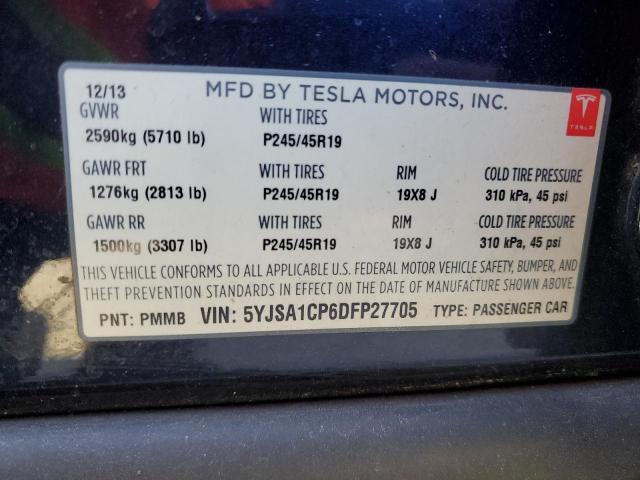 12/13 MFD BY TESLA MOTORS, INC.
TESLA
GVWR WITH TIRES
2590kg (5710 lb) P245/45R19
GAWR FRT WITH TIRES RIM COLD TIRE PRESSURE
1276kg (2813 lb) P245/45R19 19X8 J 310 kPa, 45 psi
GAWR RR WITH TIRES RIM COLD TIRE PRESSURE
1500kg (3307 lb) P245/45R19 19X8 J 310 kPa, 45 psi
THIS VEHICLE CONFORMS TO ALL APPLICABLE U.S. FEDERAL MOTOR VEHICLE SAFETY, BUMPER, AND
THEFT PREVENTION STANDARDS IN EFFECT ON THE DATE OF MANUFACTURE SHOWN ABOVE.
PNT: PMMB VIN: 5YJSA1CP6DFP27705 TYPE: PASSENGER CAR